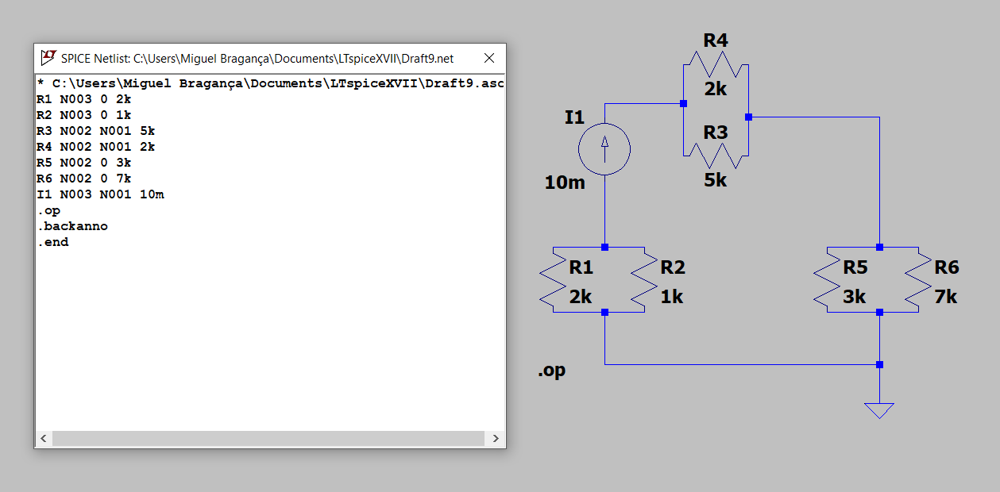 SPICE Netlist: C:\Users\Miguel Bragança\Documents\LTspiceXVII\Draft9.net
* C:\Users\Miguel Bragança\Documents\LTspiceXVII\Draft9.asc
R1 N003 0 2k
R2 N003 0 1k
R3 N002 N001 5k
R4 N002 N001 2k
R5 N002 0 3k
R6 N002 0 7k
I1 N003 N001 10m
.op
.backanno
.end
R4
2k
I1
R3
10m
5k
R1
R2
R5
R6
2k
1k
3k
7k
.op